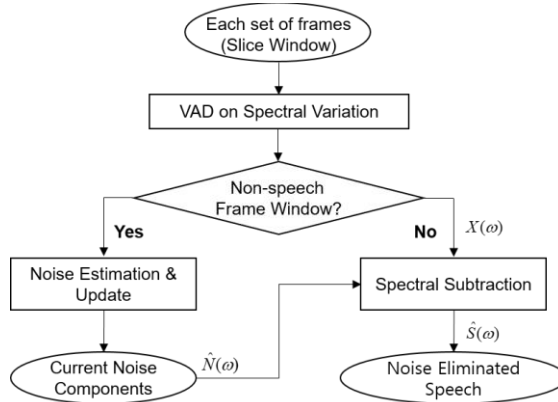 Each set of frames
(Slice Window)
VAD on Spectral Variation
Non-speech
Frame Window?
Yes
No
X(ω)
Noise Estimation &
Update
Spectral Subtraction
N̂(ω)
Ŝ(ω)
Current Noise
Components
Noise Eliminated
Speech